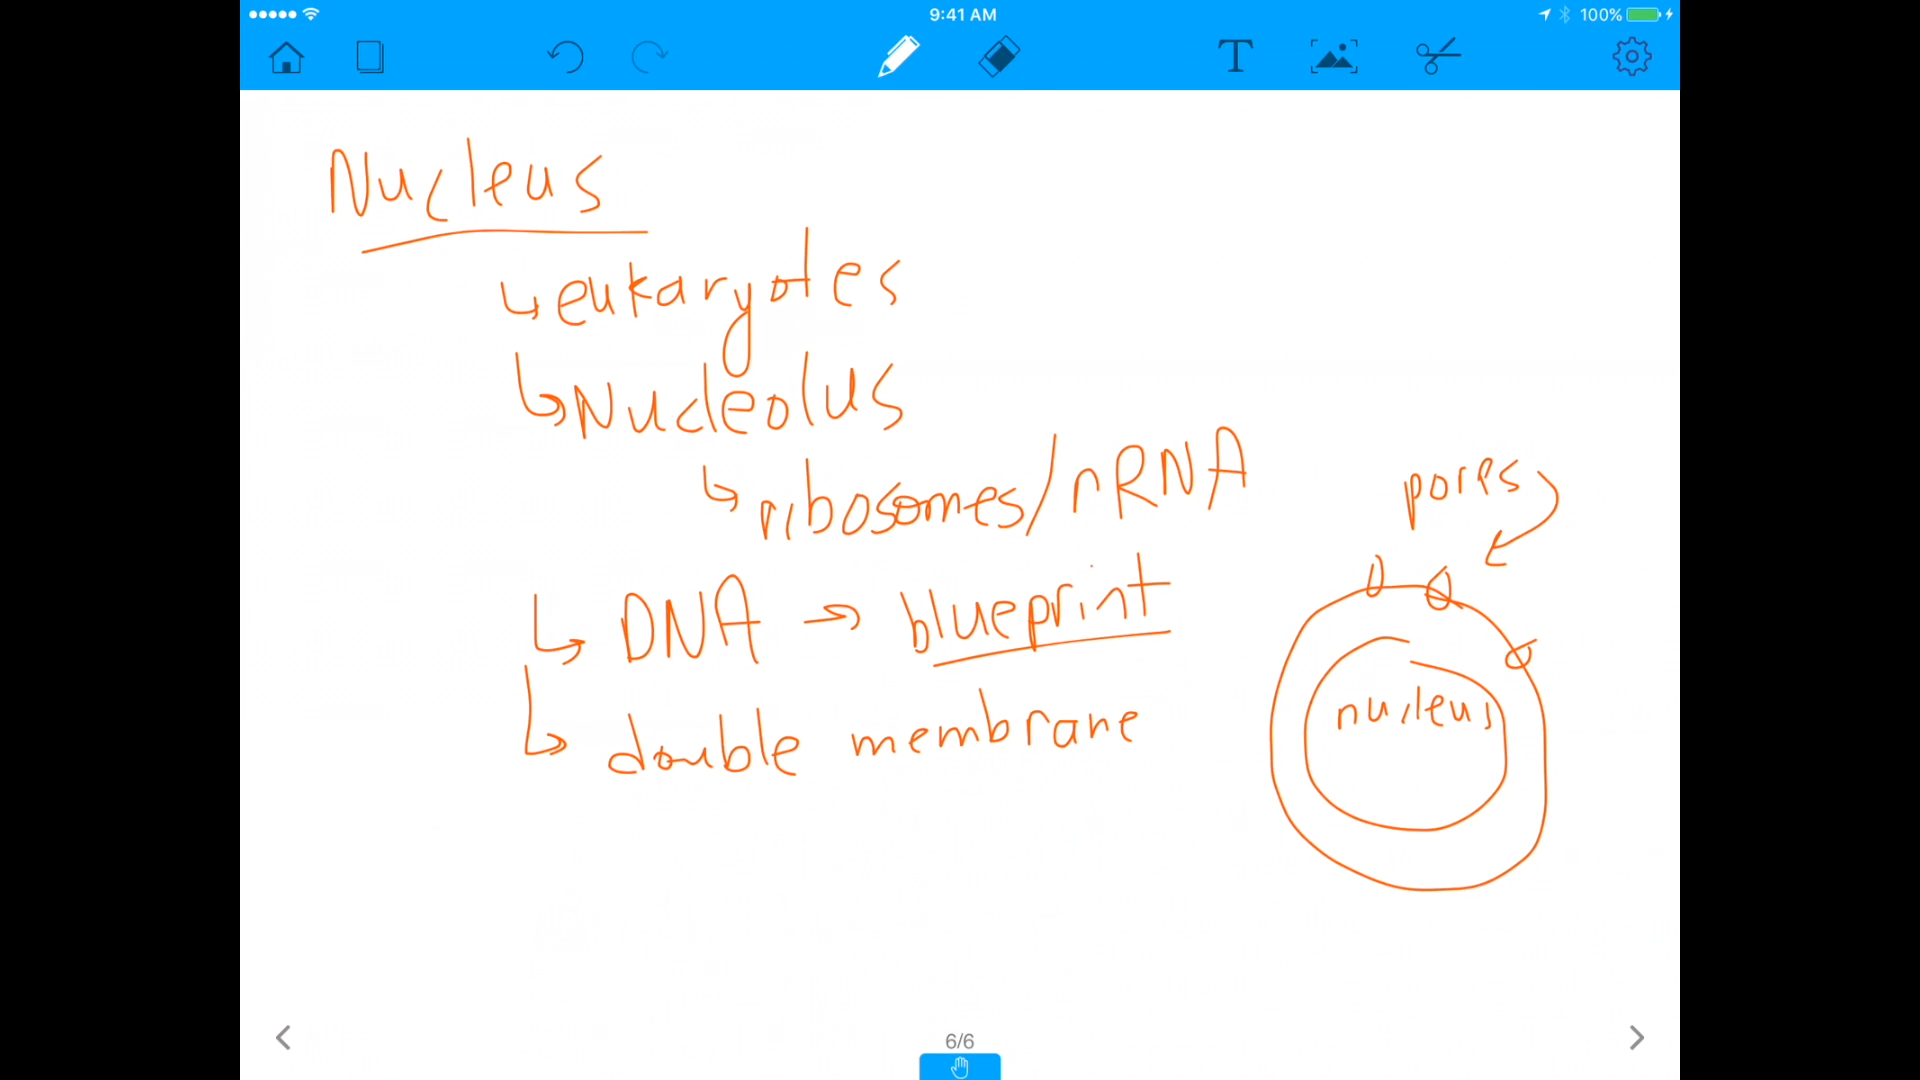 9:41 AM
100%
T
Nucleus
↳ eukaryotes
↳ Nucleolus
↳ ribosomes/rRNA
pores
↳ DNA → blueprint
nucleus
↳ double membrane
6/6